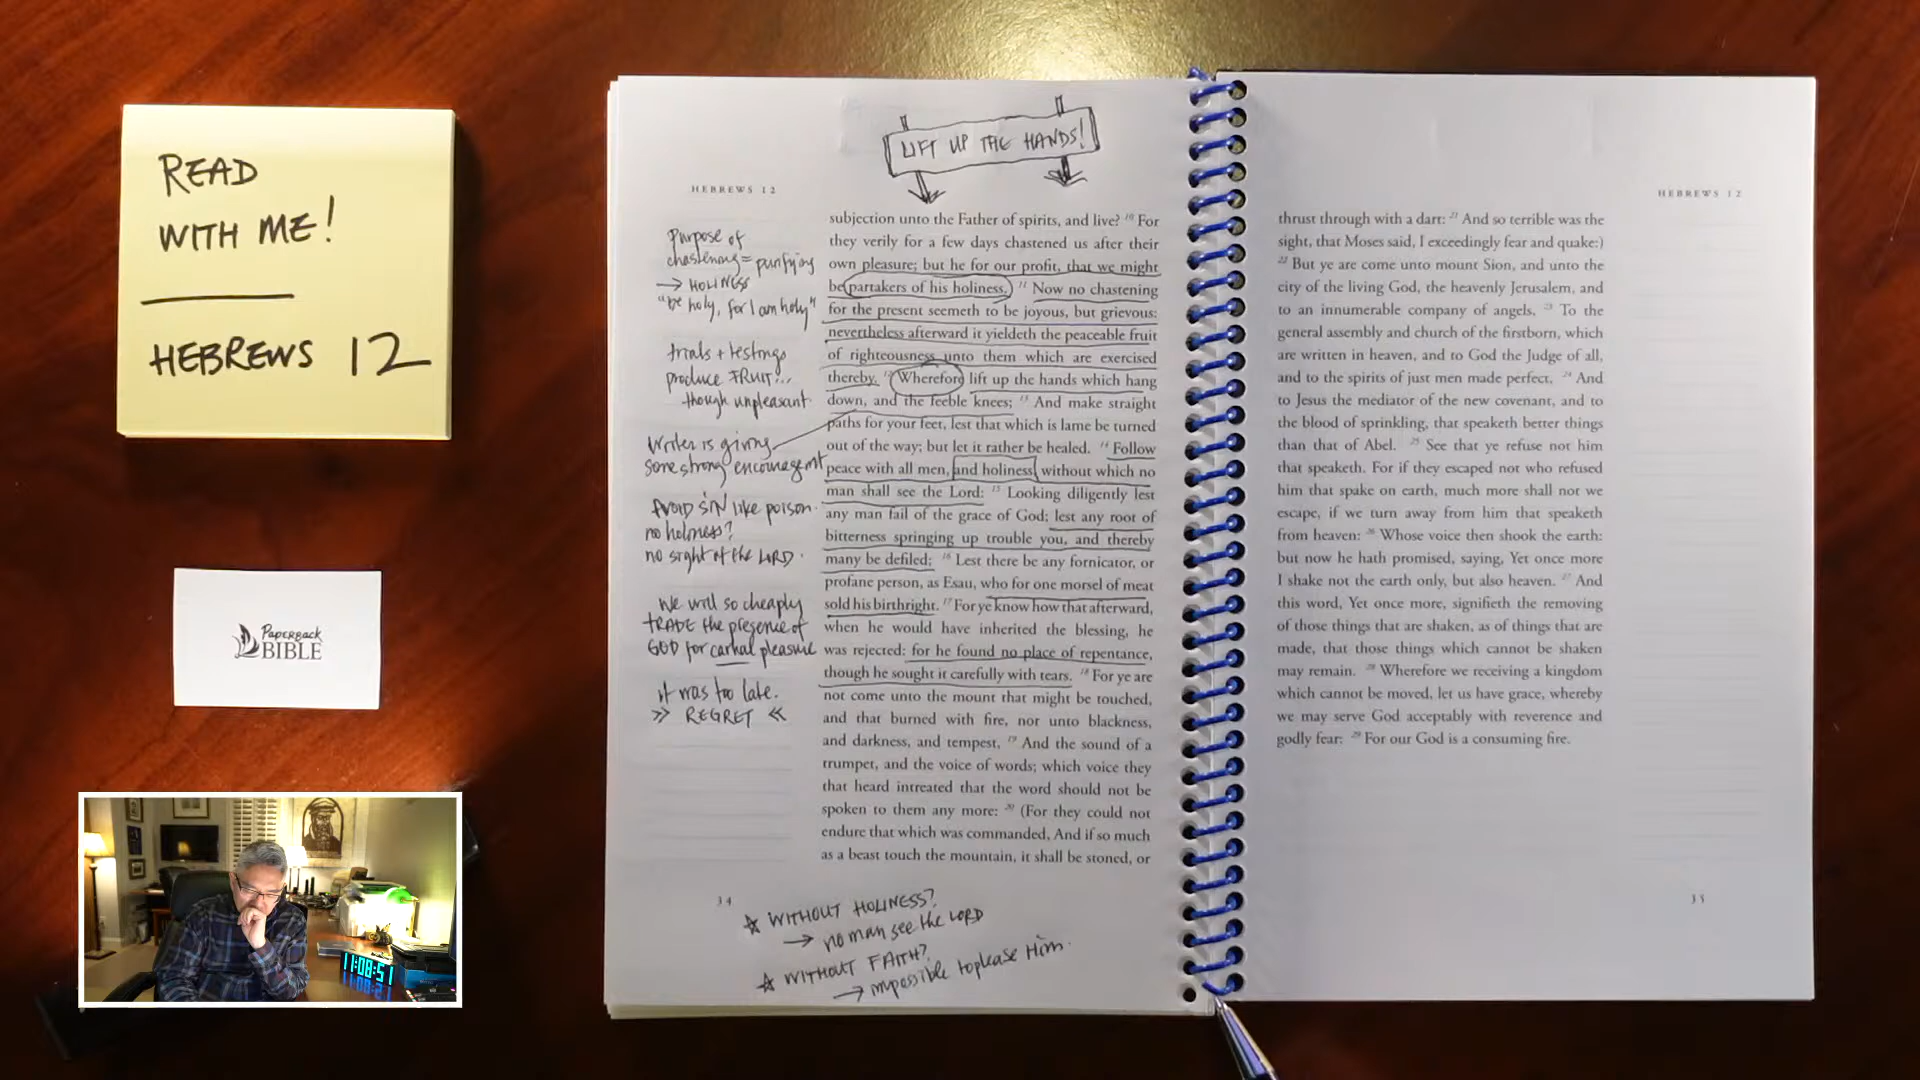 READ
WITH ME!
HEBREWS 12
Paperback
BIBLE
11:08:51
LIFT UP THE HANDS!
HEBREWS 12
Purpose of
chastening = purifying
→ HOLINESS
"be holy, for I am holy"
trials + testings
produce FRUIT...
though unpleasant.
Writer is giving
some strong encouragemt
AVOID SIN like poison.
no holiness?
no sight of the LORD.
We will so cheaply
TRADE the presence of
GOD for carnal pleasure
it was too late.
>> REGRET <<
subjection unto the Father of spirits, and live? 10 For
they verily for a few days chastened us after their
own pleasure; but he for our profit, that we might
be partakers of his holiness. 11 Now no chastening
for the present seemeth to be joyous, but grievous:
nevertheless afterward it yieldeth the peaceable fruit
of righteousness unto them which are exercised
thereby. 12 Wherefore lift up the hands which hang
down, and the feeble knees; 13 And make straight
paths for your feet, lest that which is lame be turned
out of the way; but let it rather be healed. 14 Follow
peace with all men, and holiness, without which no
man shall see the Lord: 15 Looking diligently lest
any man fail of the grace of God; lest any root of
bitterness springing up trouble you, and thereby
many be defiled; 16 Lest there be any fornicator, or
profane person, as Esau, who for one morsel of meat
sold his birthright. 17 For ye know how that afterward,
when he would have inherited the blessing, he
was rejected: for he found no place of repentance,
though he sought it carefully with tears. 18 For ye are
not come unto the mount that might be touched,
and that burned with fire, nor unto blackness,
and darkness, and tempest, 19 And the sound of a
trumpet, and the voice of words; which voice they
that heard intreated that the word should not be
spoken to them any more: 20 (For they could not
endure that which was commanded, And if so much
as a beast touch the mountain, it shall be stoned, or
34
☆ WITHOUT HOLINESS?
→ no man see the LORD
☆ WITHOUT FAITH?
→ impossible to please Him.
HEBREWS 12
thrust through with a dart: 21 And so terrible was the
sight, that Moses said, I exceedingly fear and quake:)
22 But ye are come unto mount Sion, and unto the
city of the living God, the heavenly Jerusalem, and
to an innumerable company of angels, 23 To the
general assembly and church of the firstborn, which
are written in heaven, and to God the Judge of all,
and to the spirits of just men made perfect, 24 And
to Jesus the mediator of the new covenant, and to
the blood of sprinkling, that speaketh better things
than that of Abel. 25 See that ye refuse not him
that speaketh. For if they escaped not who refused
him that spake on earth, much more shall not we
escape, if we turn away from him that speaketh
from heaven: 26 Whose voice then shook the earth:
but now he hath promised, saying, Yet once more
I shake not the earth only, but also heaven. 27 And
this word, Yet once more, signifieth the removing
of those things that are shaken, as of things that are
made, that those things which cannot be shaken
may remain. 28 Wherefore we receiving a kingdom
which cannot be moved, let us have grace, whereby
we may serve God acceptably with reverence and
godly fear: 29 For our God is a consuming fire.
35